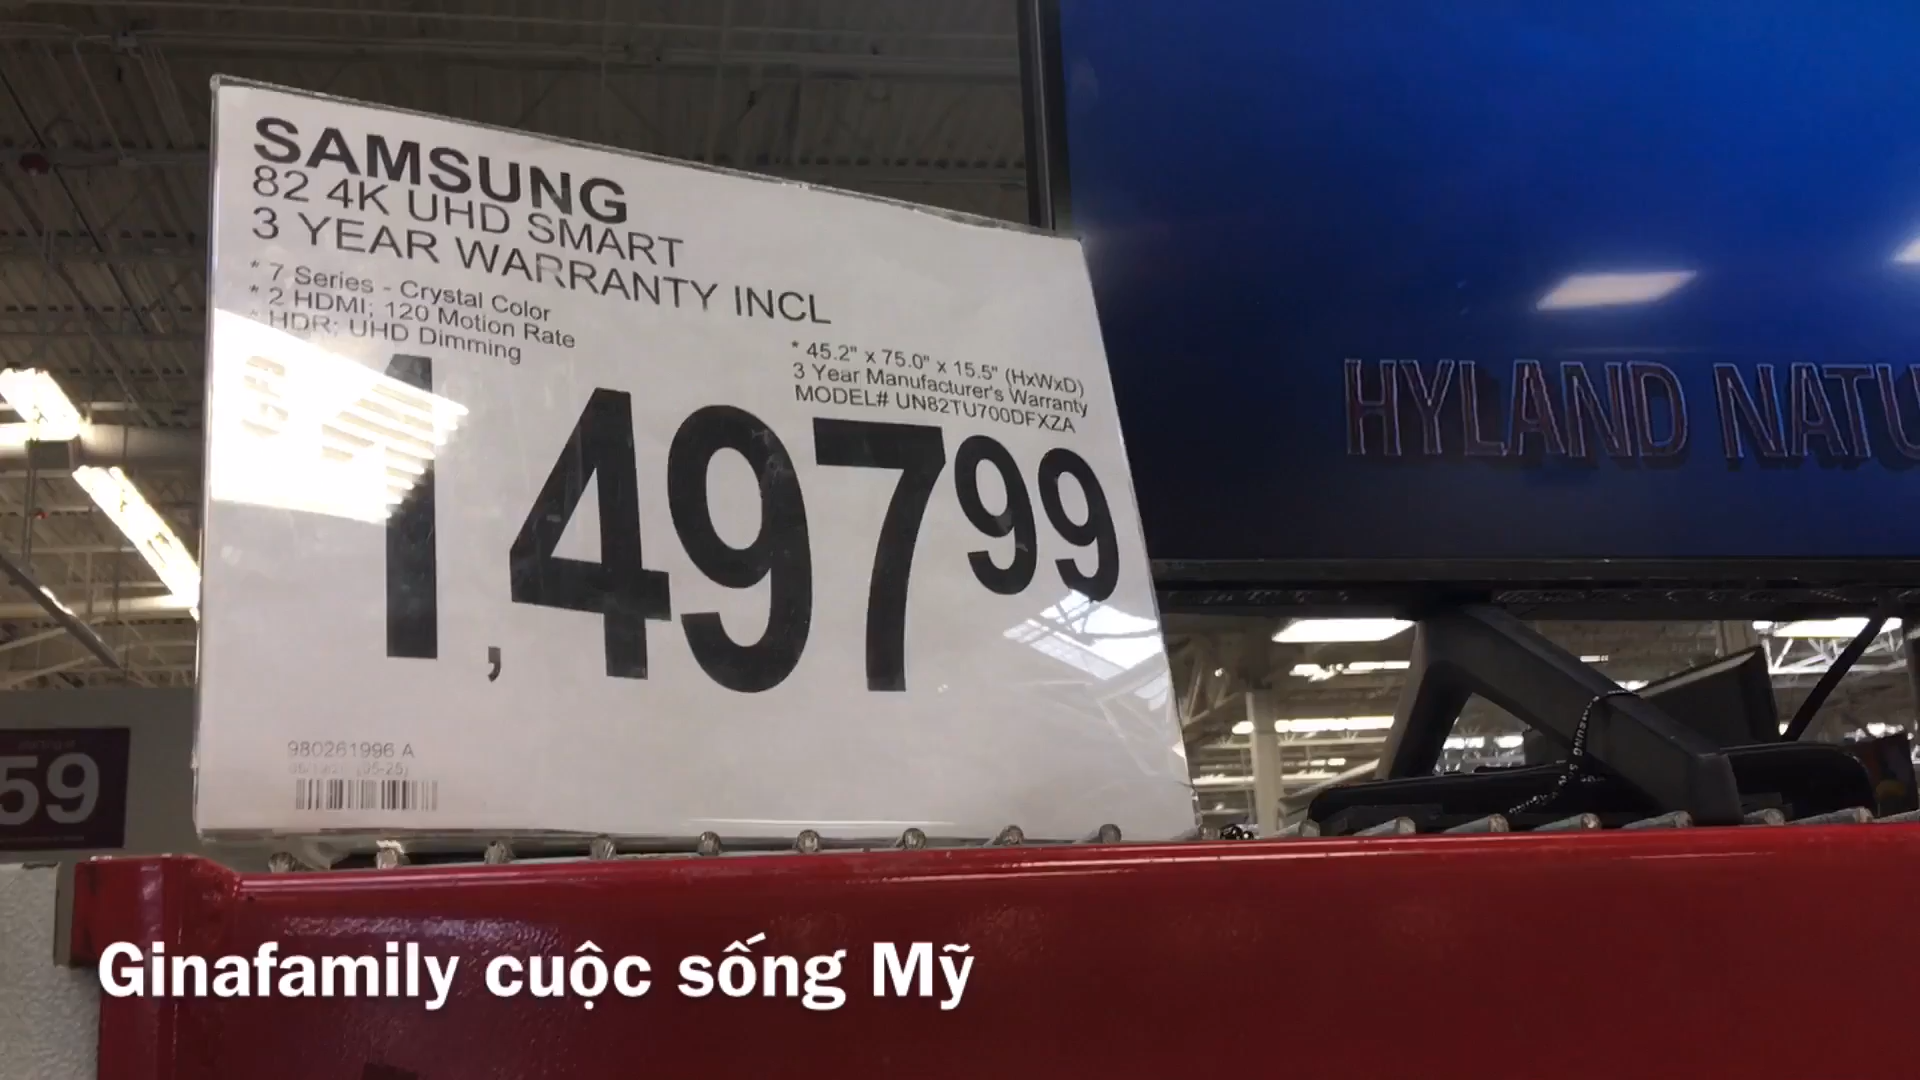 SAMSUNG
82 4K UHD SMART
3 YEAR WARRANTY INCL
* 7 Series - Crystal Color
* 2 HDMI; 120 Motion Rate
* HDR; UHD Dimming
* 45.2" x 75.0" x 15.5" (HxWxD)
3 Year Manufacturer's Warranty
MODEL# UN82TU700DFXZA
1,497 99
980261996 A
HYLAND NATU
59
SAMSUNG
Ginafamily cuộc sống Mỹ